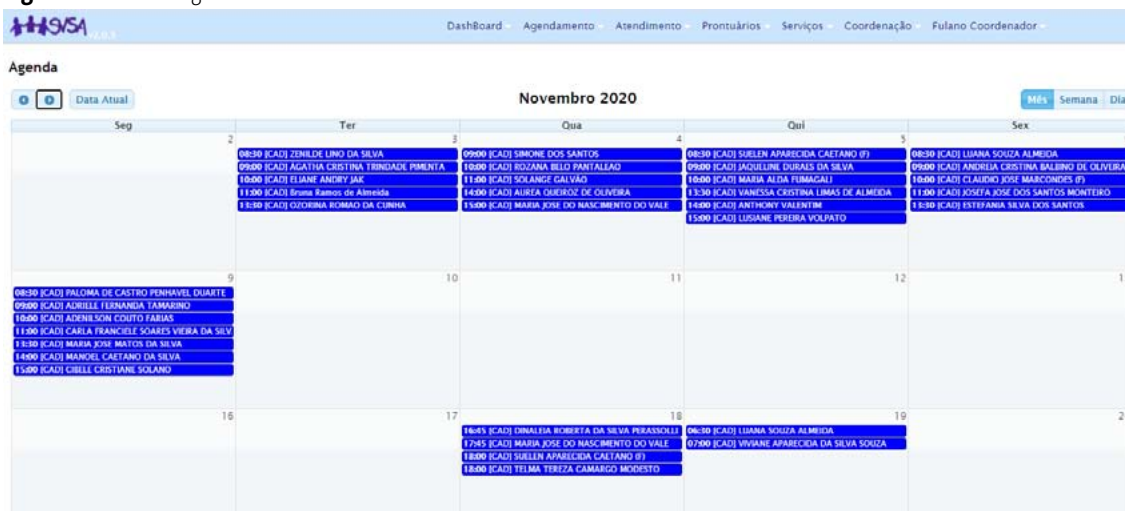 SVSA v2.0.3
DashBoard Agendamento Atendimento Prontuários Serviços Coordenação Fulano Coordenador
Agenda
Data Atual
Novembro 2020
Mês Semana Dia
Seg Ter Qua Qui Sex
2 3 4 5
08:30 [CAD] ZENILDE LINO DA SILVA
09:00 [CAD] AGATHA CRISTINA TRINDADE PIMENTA
10:00 [CAD] ELIANE ANDRY JAK
11:00 [CAD] Bruna Ramos de Almeida
13:30 [CAD] OZORINA ROMAO DA CUNHA
09:00 [CAD] SIMONE DOS SANTOS
10:00 [CAD] ROZANA BELO PANTALEAO
11:00 [CAD] SOLANGE GALVÃO
14:00 [CAD] AUREA QUEIROZ DE OLIVEIRA
15:00 [CAD] MARIA JOSE DO NASCIMENTO DO VALE
08:30 [CAD] SUELEN APARECIDA CAETANO (F)
09:00 [CAD] JAQUELINE DURAES DA SILVA
10:00 [CAD] MARIA ALDA FUMAGALI
13:30 [CAD] VANESSA CRISTINA LIMAS DE ALMEIDA
14:00 [CAD] ANTHONY VALENTIM
15:00 [CAD] LUSIANE PEREIRA VOLPATO
08:30 [CAD] LUANA SOUZA ALMEIDA
09:00 [CAD] ANDREIA CRISTINA BALBINO DE OLIVEIRA
10:00 [CAD] CLAUDIO JOSE MARCONDES (F)
11:00 [CAD] JOSEFA JOSE DOS SANTOS MONTEIRO
13:30 [CAD] ESTEFANIA SILVA DOS SANTOS
9 10 11 12 1
08:30 [CAD] PALOMA DE CASTRO PENHAVEL DUARTE
09:00 [CAD] ADRIELE FERNANDA TAMARINO
10:00 [CAD] ADENILSON COUTO FARIAS
11:00 [CAD] CARLA FRANCIELE SOARES VIEIRA DA SILV
13:30 [CAD] MARIA JOSE MATOS DA SILVA
14:00 [CAD] MANOEL CAETANO DA SILVA
15:00 [CAD] CIBELE CRISTIANE SOLANO
16 17 18 19 2
16:45 [CAD] DINALEIA ROBERTA DA SILVA PERASSOLLI
17:45 [CAD] MARIA JOSE DO NASCIMENTO DO VALE
18:00 [CAD] SUELEN APARECIDA CAETANO (F)
18:00 [CAD] TELMA TEREZA CAMARGO MODESTO
06:30 [CAD] LUANA SOUZA ALMEIDA
07:00 [CAD] VIVIANE APARECIDA DA SILVA SOUZA